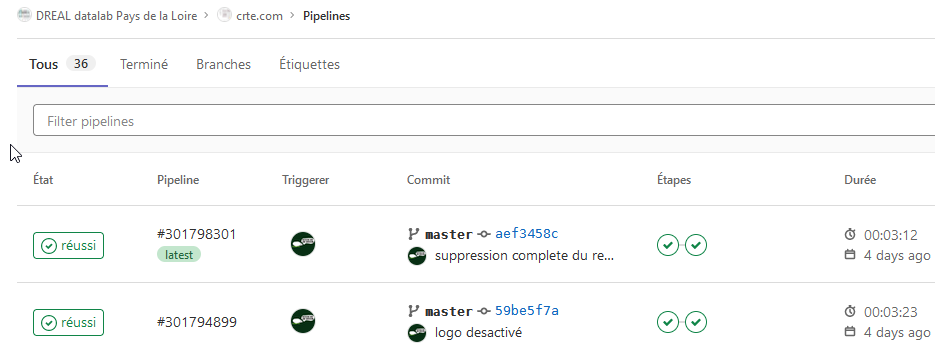 DREAL datalab Pays de la Loire > crte.com > Pipelines
Tous 36 Terminé Branches Étiquettes
Filter pipelines
État Pipeline Triggerer Commit Étapes Durée
réussi #301798301 master aef3458c 00:03:12
latest suppression complete du re... 4 days ago
réussi #301794899 master 59be5f7a 00:03:23
logo desactivé 4 days ago